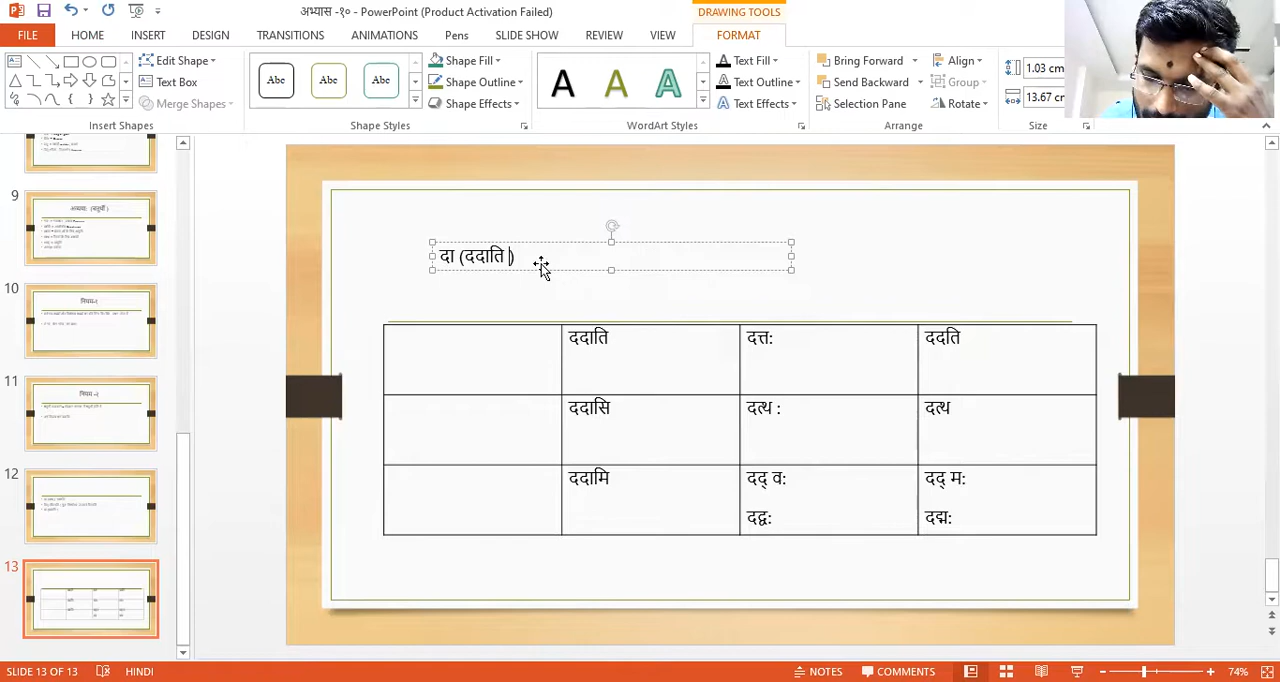 अभ्यास -१० - PowerPoint (Product Activation Failed)
DRAWING TOOLS
FILE HOME INSERT DESIGN TRANSITIONS ANIMATIONS Pens SLIDE SHOW REVIEW VIEW FORMAT
Edit Shape
Text Box
Merge Shapes
Insert Shapes
Abc Abc Abc
Shape Fill
Shape Outline
Shape Effects
Shape Styles
A A A
Text Fill
Text Outline
Text Effects
WordArt Styles
Bring Forward
Send Backward
Selection Pane
Align
Group
Rotate
Arrange
1.03 cm
13.67 cm
Size
9
10
नियम-१
11
नियम -२
12
13
दा (ददाति )
ददाति दत्त: ददति
ददासि दत्थ : दत्थ
ददामि दद् व: दद् म:
दद्व: दद्म:
SLIDE 13 OF 13 HINDI NOTES COMMENTS 74%